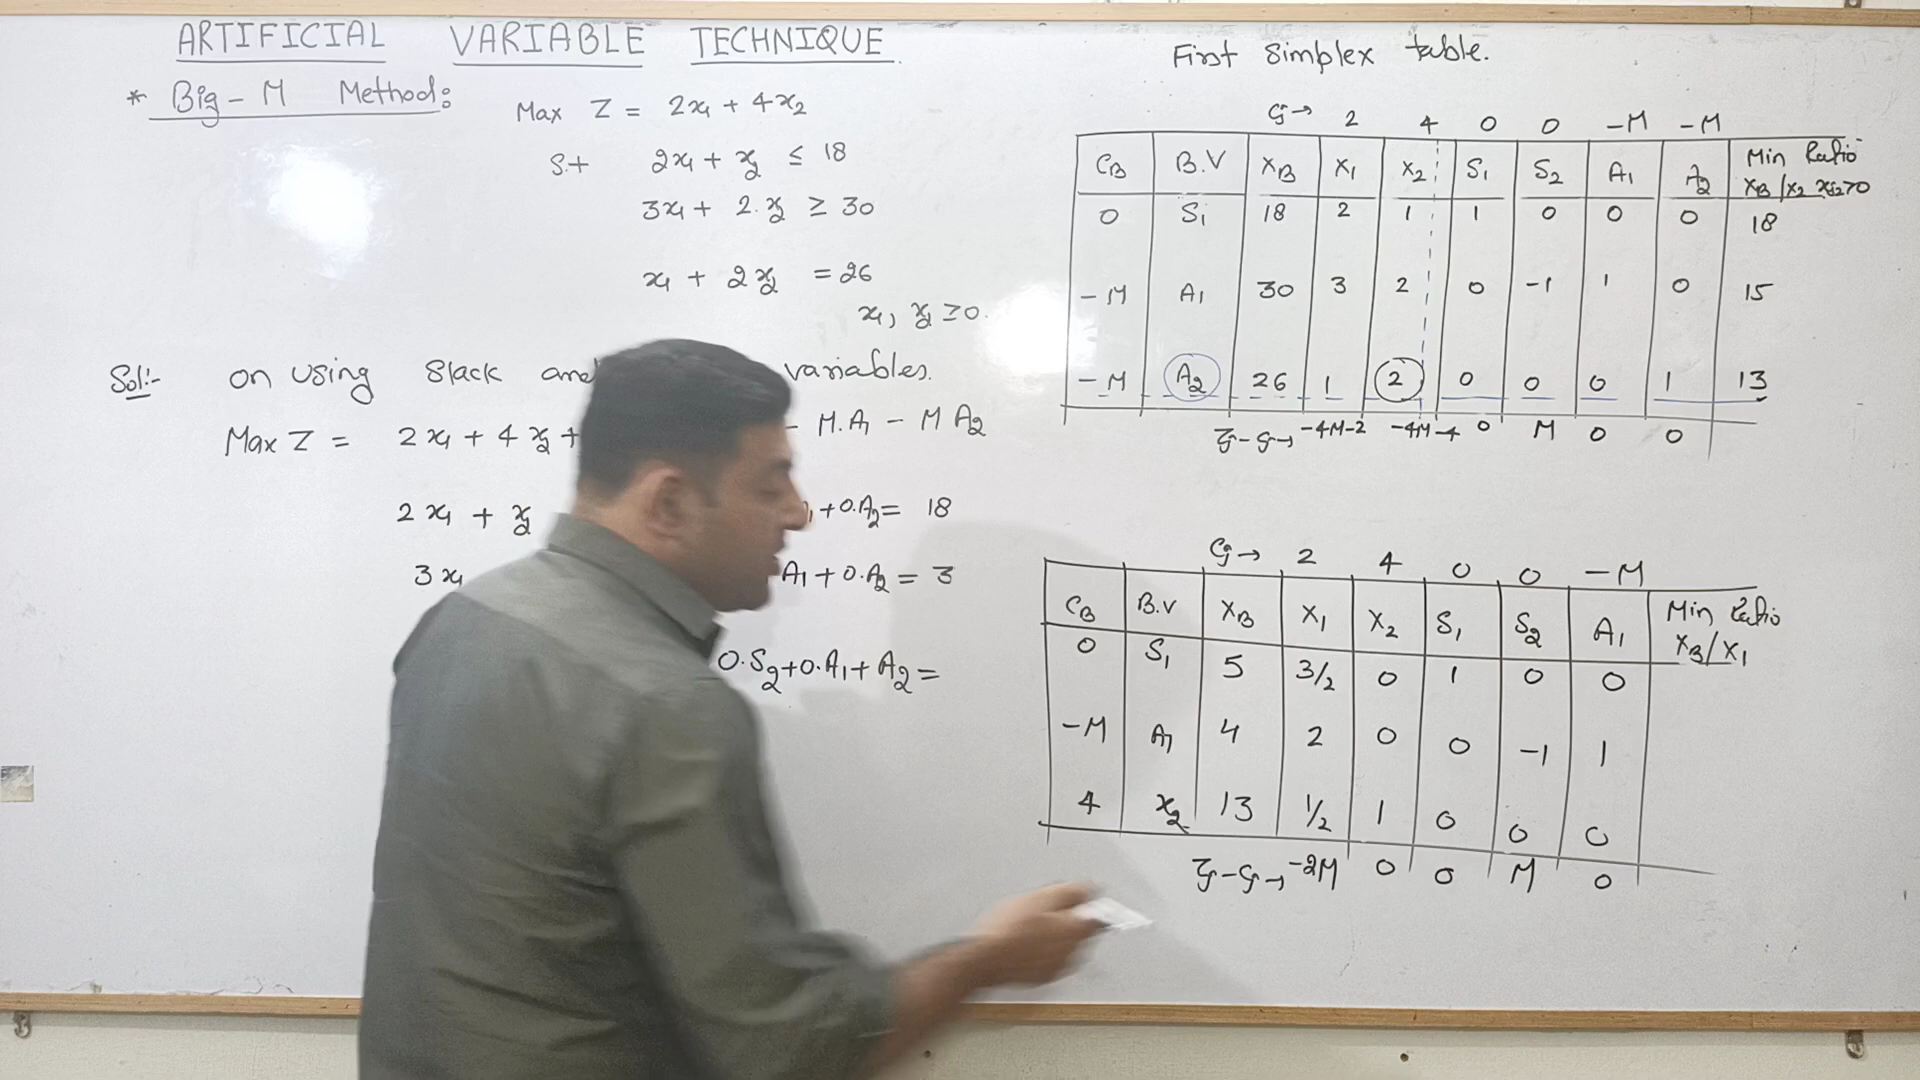 ARTIFICIAL VARIABLE TECHNIQUE.
* Big-M Method:
Max Z = 2x₁ + 4x₂
S.t 2x₁ + x₂ ≤ 18
3x₁ + 2.x₂ ≥ 30
x₁ + 2x₂ = 26
x₁, x₂ ≥ 0.
Sol:- on using Slack and variables.
Max Z = 2x₁ + 4x₂ + - M.A₁ - M A₂
2x₁ + x₂ + 0.A₂ = 18
3x₁ A₁ + 0.A₂ = 3
0.S₂ + 0.A₁ + A₂ =
First Simplex table.
Cj → 2 4 0 0 -M -M
CB B.V XB X₁ X₂ S₁ S₂ A₁ A₂ Min Ratio XB/X₂ X₂>0
0 S₁ 18 2 1 1 0 0 0 18
-M A₁ 30 3 2 0 -1 1 0 15
-M A₂ 26 1 2 0 0 0 1 13
Zj-Cj → -4M-2 -4M-4 0 M 0 0
Cj → 2 4 0 0 -M
CB B.V XB X₁ X₂ S₁ S₂ A₁ Min Ratio XB/X₁
0 S₁ 5 3/2 0 1 0 0
-M A₁ 4 2 0 0 -1 1
4 x₂ 13 1/2 1 0 0 0
Zj-Cj → -2M 0 0 M 0